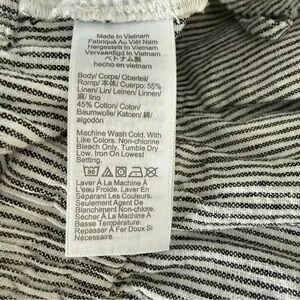 Made In Vietnam
Fabriqué Au Viêt Nam
Hergestellt In Vietnam
Vervaardigd In Vietnam
ベトナム製
hecho en vietnam
Body/ Corps/ Oberteil/
Romp/ 本体/ Cuerpo: 55%
Linen/ Lin/ Leinen/ Linnen/
麻/ lino
45% Cotton/ Coton/
Baumwolle/ Katoen/ 綿/
algodón
Machine Wash Cold, With
Like Colors. Non-chlorine
Bleach Only. Tumble Dry
Low. Iron On Lowest
Setting.
Laver À La Machine À
L'eau Froide. Laver En
Séparant Les Couleurs.
Seulement Agent De
Blanchiment Non-chlore.
Sécher À La Machine À
Basse Température.
Repasser À Fer Doux Si
Nécessaire.